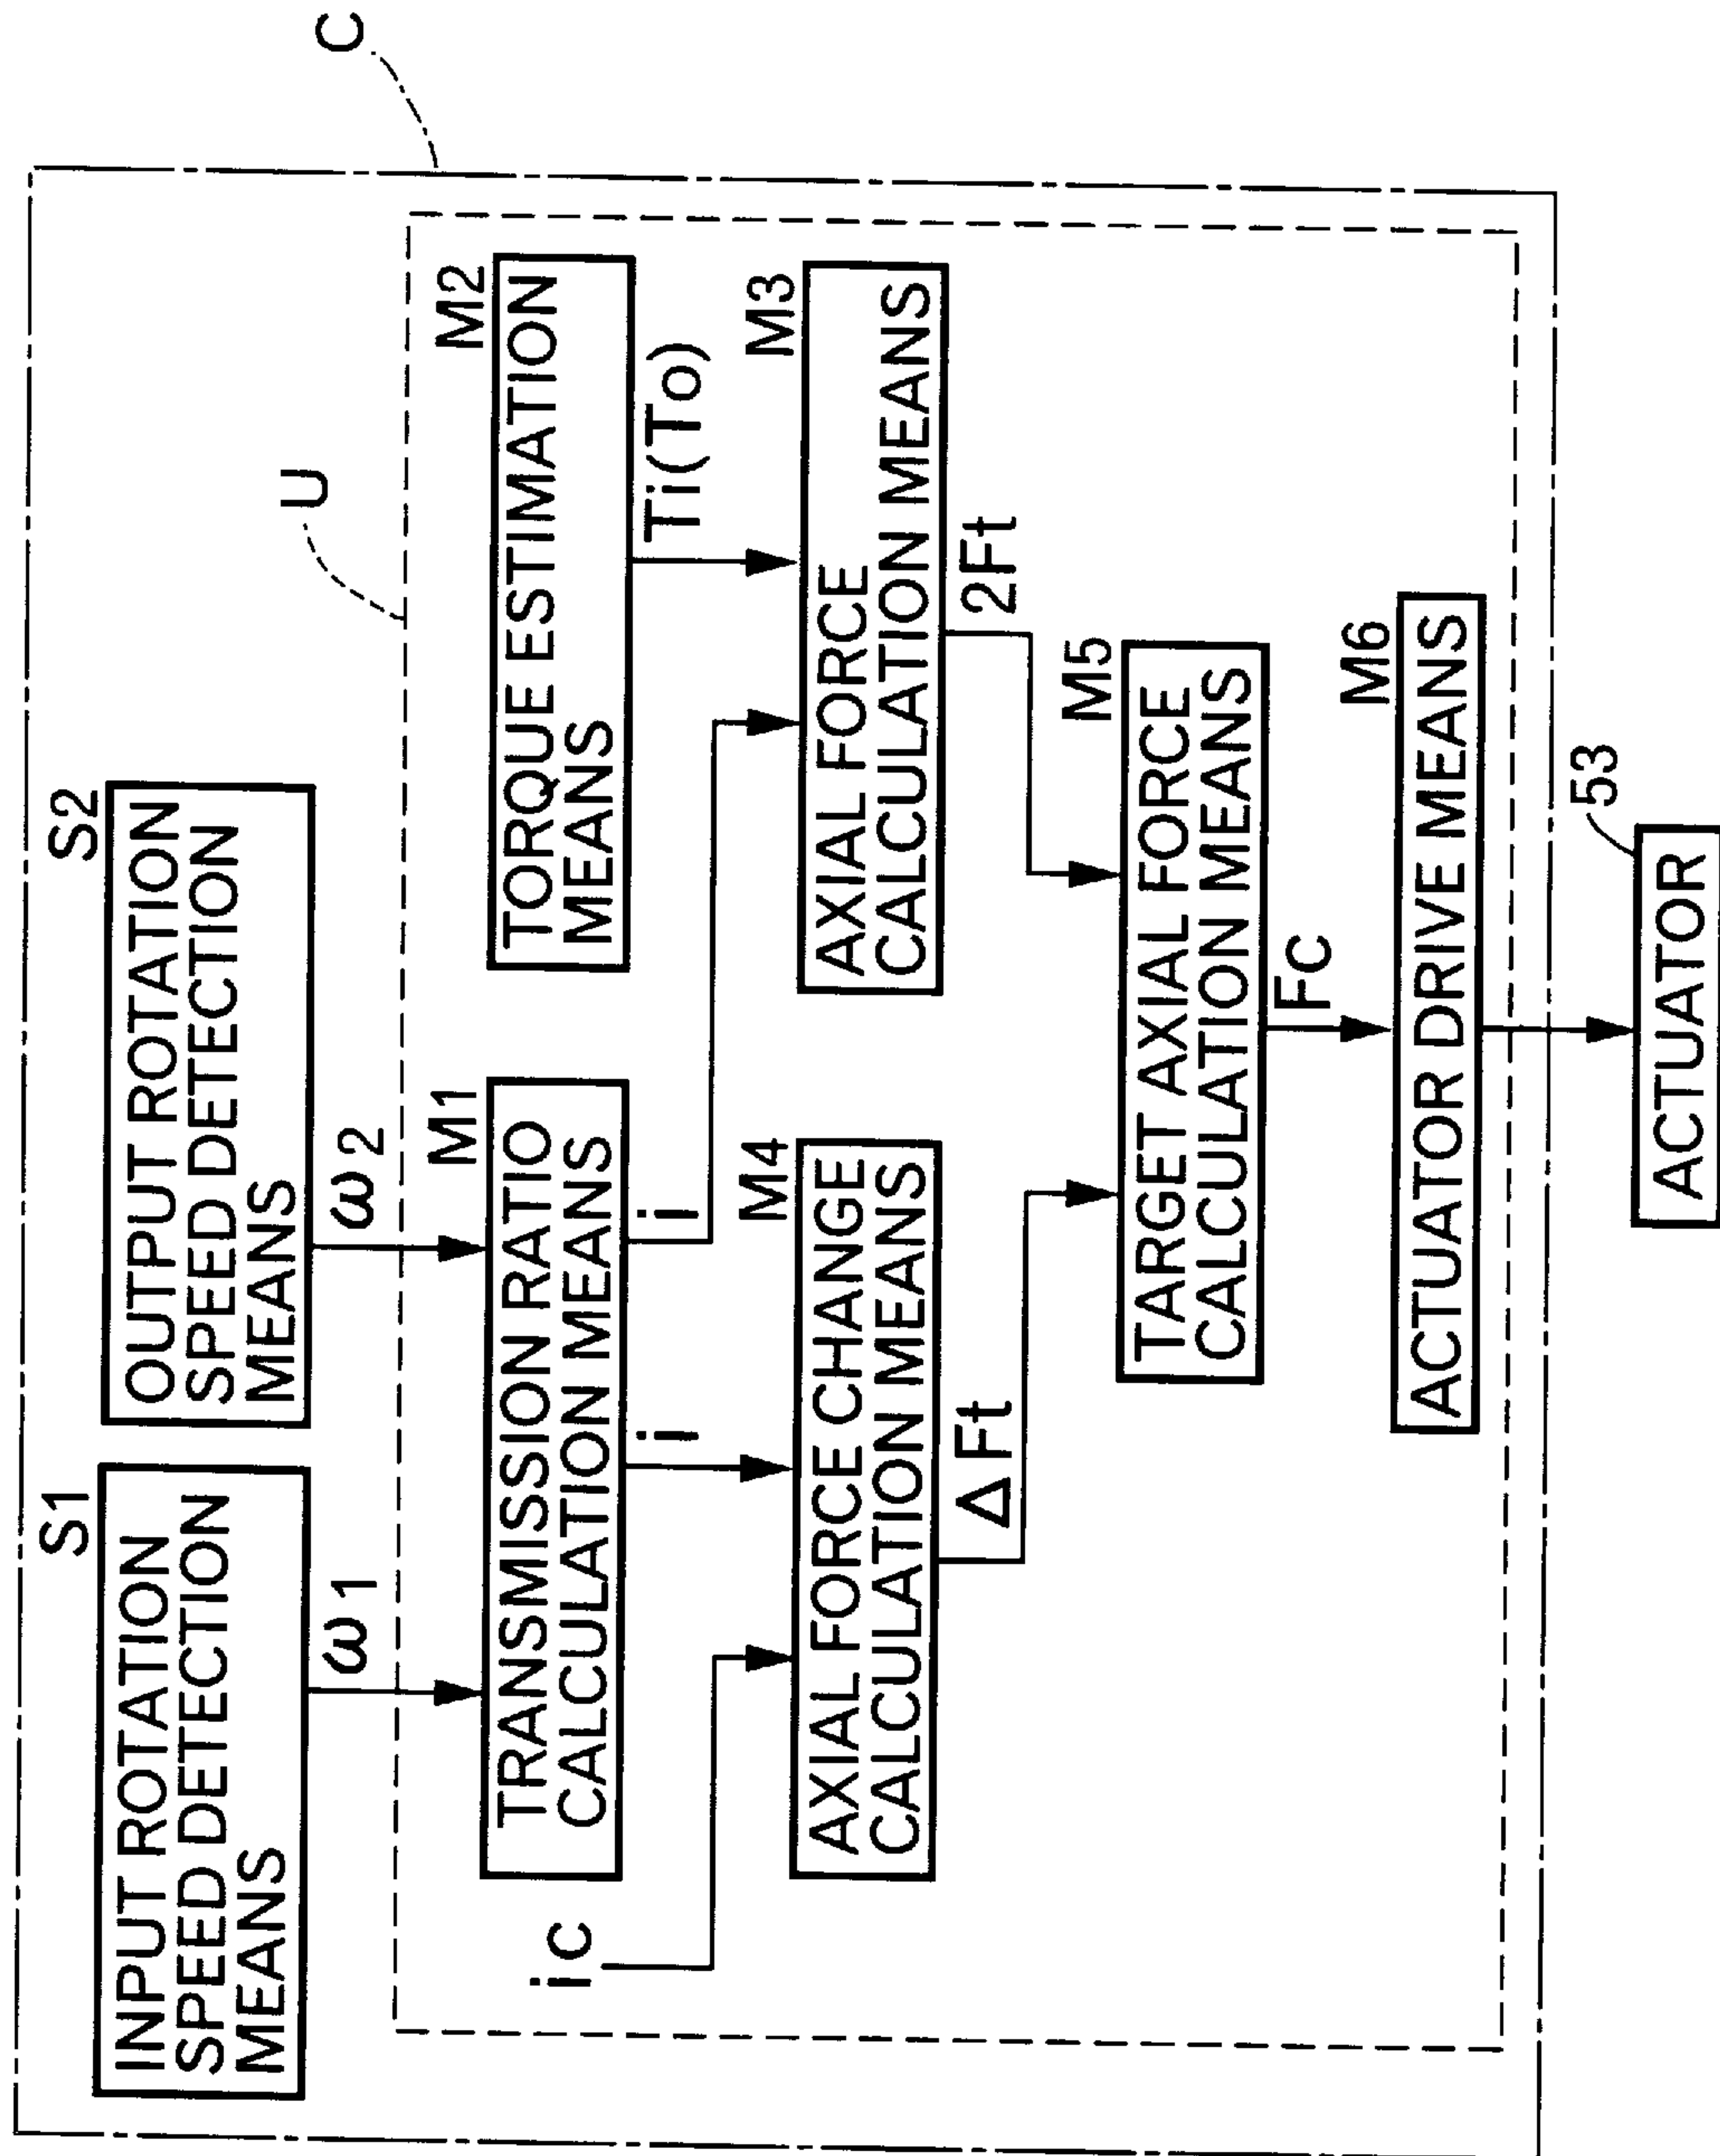 C
U
S1
INPUT ROTATION
SPEED DETECTION
MEANS
S2
OUTPUT ROTATION
SPEED DETECTION
MEANS
ω1
ω2
M1
TRANSMISSION RATIO
CALCULATION MEANS
M2
TORQUE ESTIMATION
MEANS
ic
i
i
Ti(To)
M4
AXIAL FORCE CHANGE
CALCULATION MEANS
M3
AXIAL FORCE
CALCULATION MEANS
ΔFt
2Ft
M5
TARGET AXIAL FORCE
CALCULATION MEANS
Fc
M6
ACTUATOR DRIVE MEANS
53
ACTUATOR